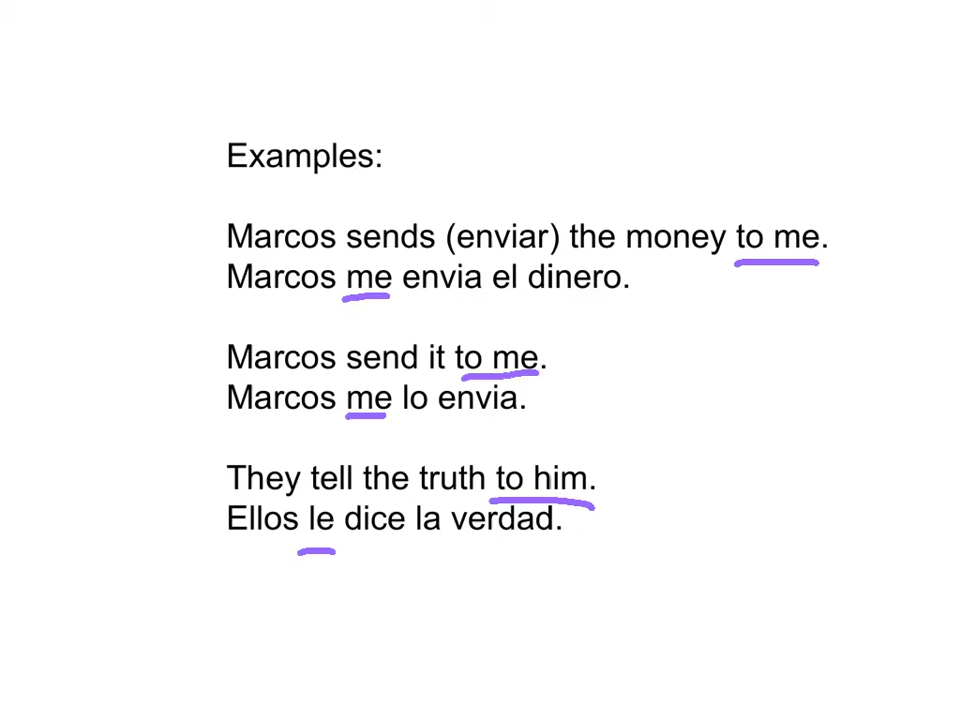 Examples:
Marcos sends (enviar) the money to me.
Marcos me envia el dinero.
Marcos send it to me.
Marcos me lo envia.
They tell the truth to him.
Ellos le dice la verdad.